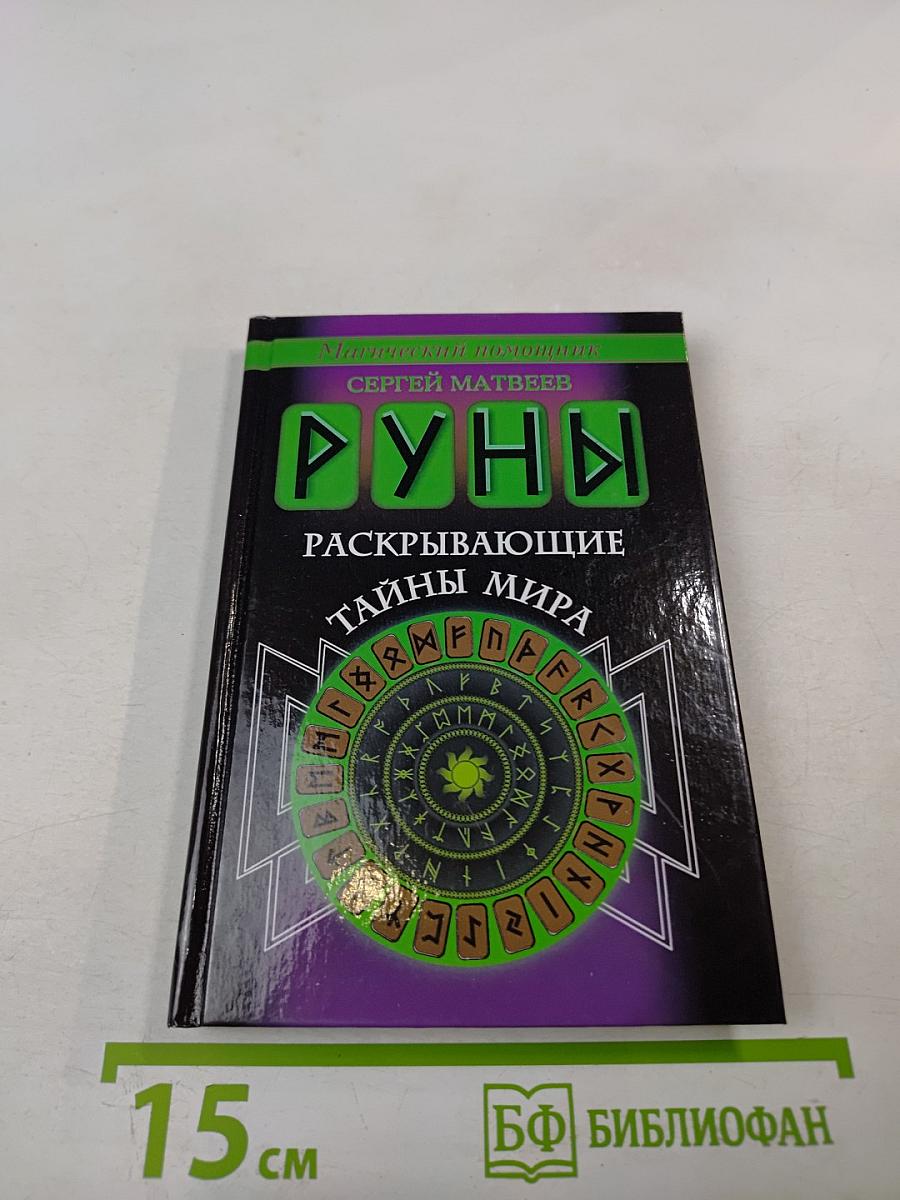 Магический помощник
СЕРГЕЙ МАТВЕЕВ
РУНЫ
РАСКРЫВАЮЩИЕ
ТАЙНЫ МИРА
15 см
БФ БИБЛИОФАН